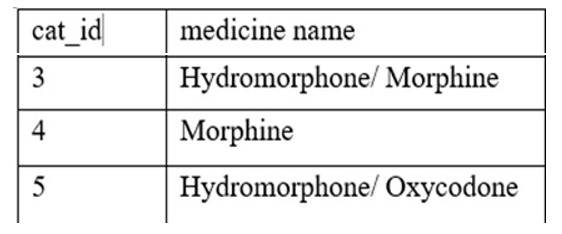 cat_id medicine name
3 Hydromorphone/ Morphine
4 Morphine
5 Hydromorphone/ Oxycodone